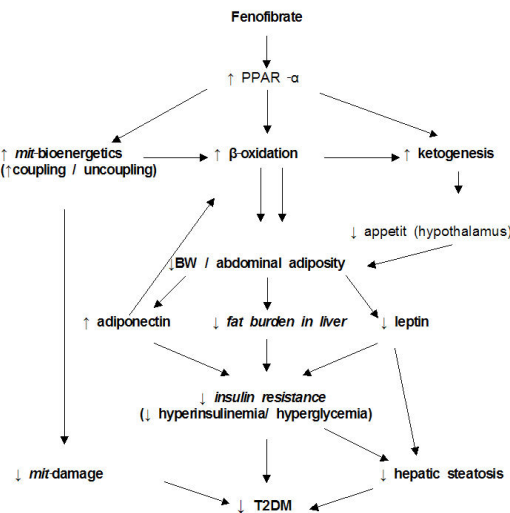 Fenofibrate
↑ PPAR -α
↑ mit-bioenergetics
(↑coupling / uncoupling)
↑ β-oxidation
↑ ketogenesis
↓ appetit (hypothalamus)
↓BW / abdominal adiposity
↑ adiponectin
↓ fat burden in liver
↓ leptin
↓ insulin resistance
(↓ hyperinsulinemia/ hyperglycemia)
↓ mit-damage
↓ hepatic steatosis
↓ T2DM